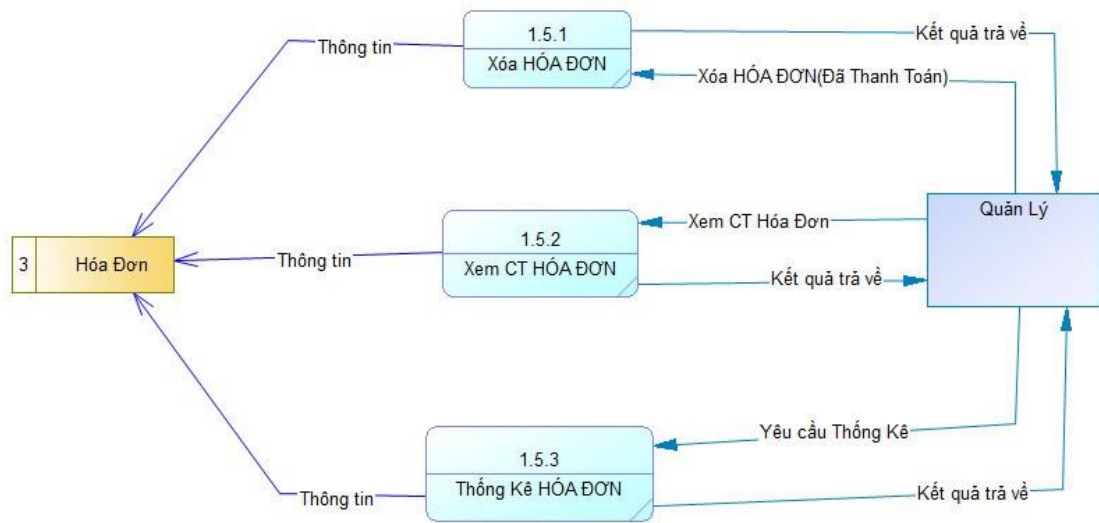 1.5.1
Xóa HÓA ĐƠN
Thông tin
Kết quả trả về
Xóa HÓA ĐƠN(Đã Thanh Toán)
Quản Lý
1.5.2
Xem CT HÓA ĐƠN
Xem CT Hóa Đơn
3
Hóa Đơn
Thông tin
Kết quả trả về
Yêu cầu Thống Kê
1.5.3
Thống Kê HÓA ĐƠN
Thông tin
Kết quả trả về